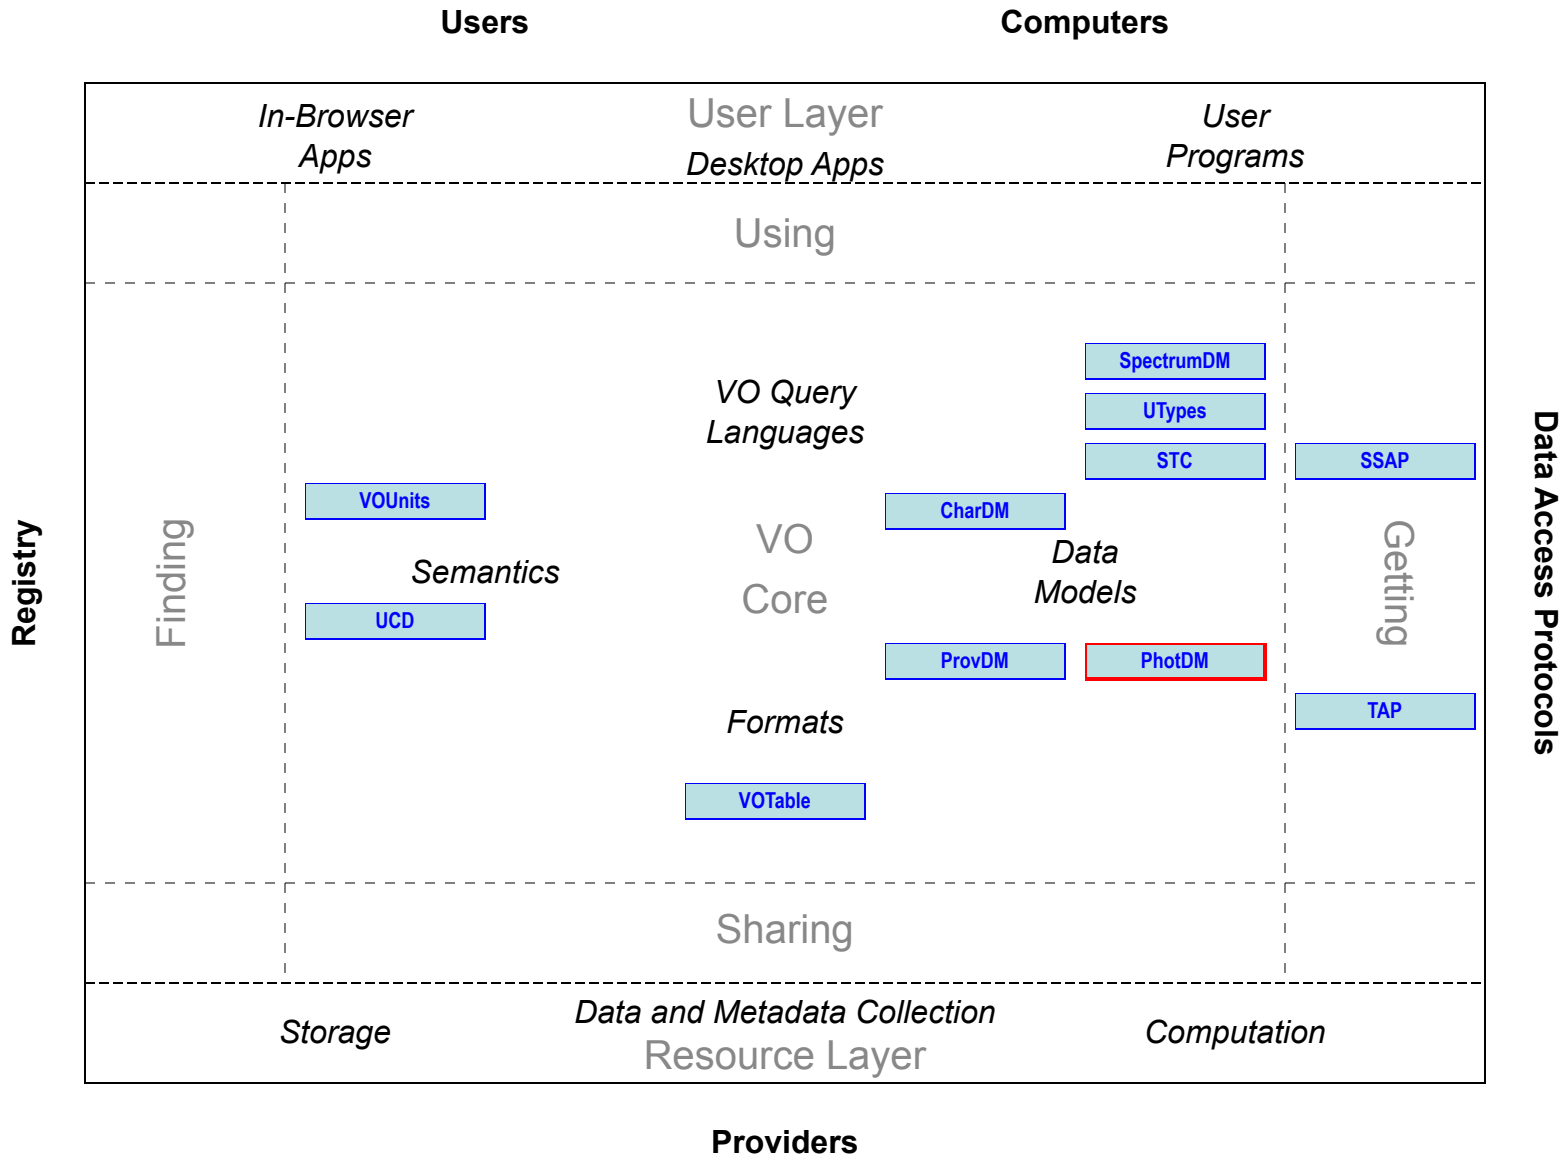 Users
Computers
In-Browser
Apps
User Layer
Desktop Apps
User
Programs
Using
Registry
Finding
VO Query
Languages
SpectrumDM
UTypes
STC
SSAP
VOUnits
CharDM
Semantics
VO
Core
Data
Models
Getting
Data Access Protocols
UCD
ProvDM
PhotDM
TAP
Formats
VOTable
Sharing
Storage
Data and Metadata Collection
Computation
Resource Layer
Providers